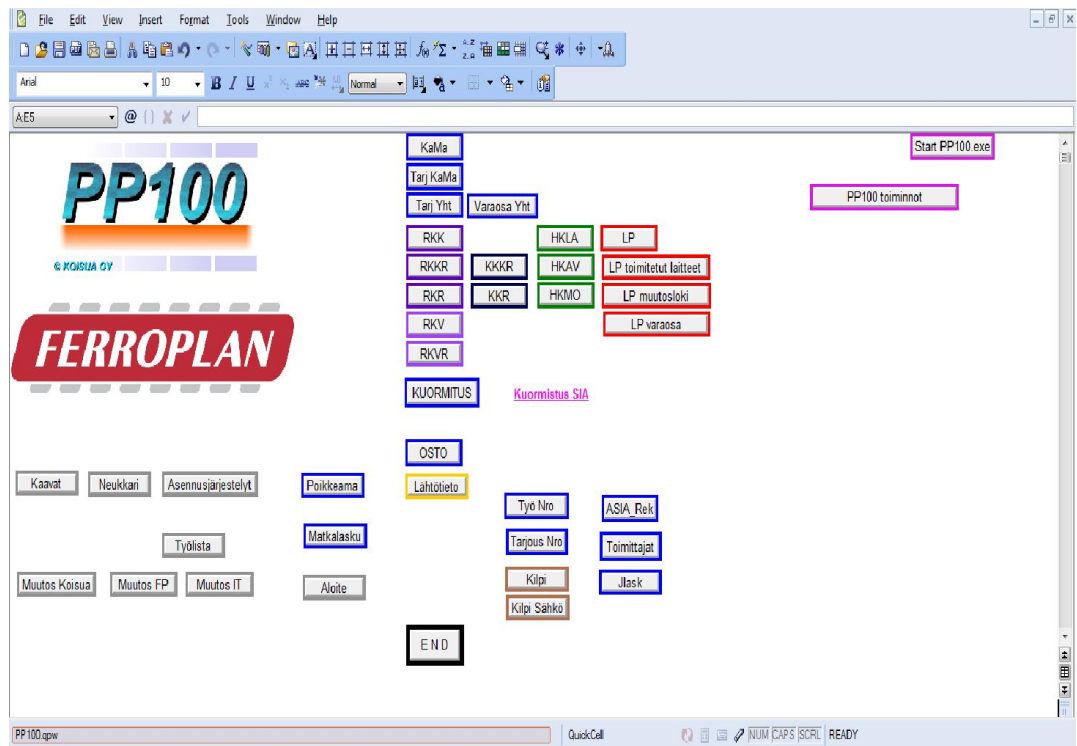 File Edit View Insert Format Tools Window Help
Arial 10 B I U Normal
A:E5
KaMa Start PP100.exe
PP100
Tarj KaMa
Tarj Yht Varaosa Yht PP100 toiminnot
RKK HKLA LP
© KOISUA OY RKKR KKKR HKAV LP toimitetut laitteet
RKR KKR HKMO LP muutosloki
RKV LP varaosa
FERROPLAN
RKVR
KUORMITUS Kuormistus SIA
OSTO
Kaavat Neukkari Asennusjärjestelyt Poikkeama Lähtötieto
Työ Nro ASIA_Rek
Työlista Matkalasku Tarjous Nro Toimittajat
Muutos Koisua Muutos FP Muutos IT Aloite Kilpi Jlask
Kilpi Sähkö
E N D
PP100.qpw QuickCell NUM CAPS SCRL READY